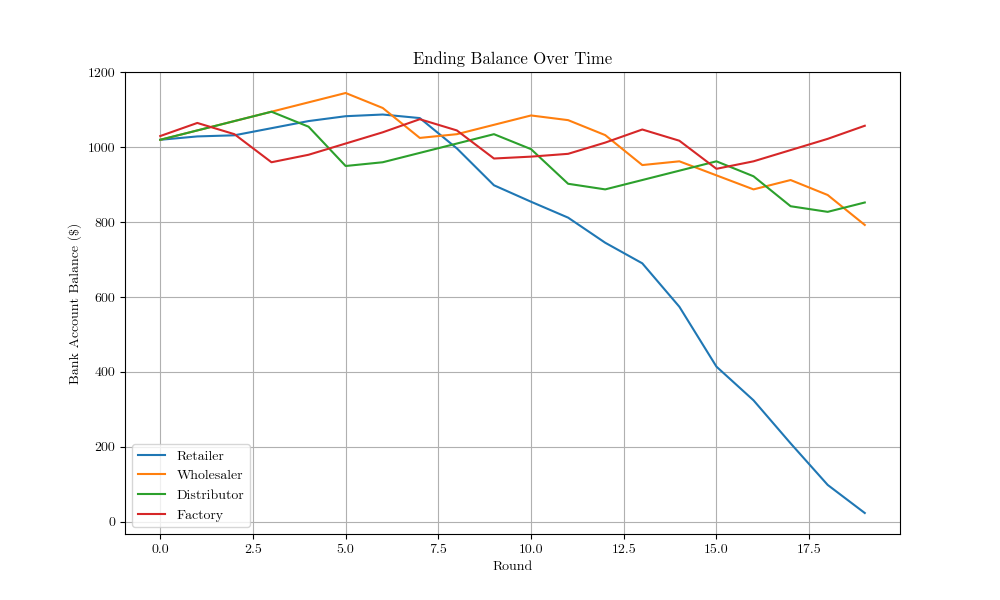 Ending Balance Over Time
Bank Account Balance ($)
1200
1000
800
600
400
200
0
Retailer
Wholesaler
Distributor
Factory
0.0 2.5 5.0 7.5 10.0 12.5 15.0 17.5
Round